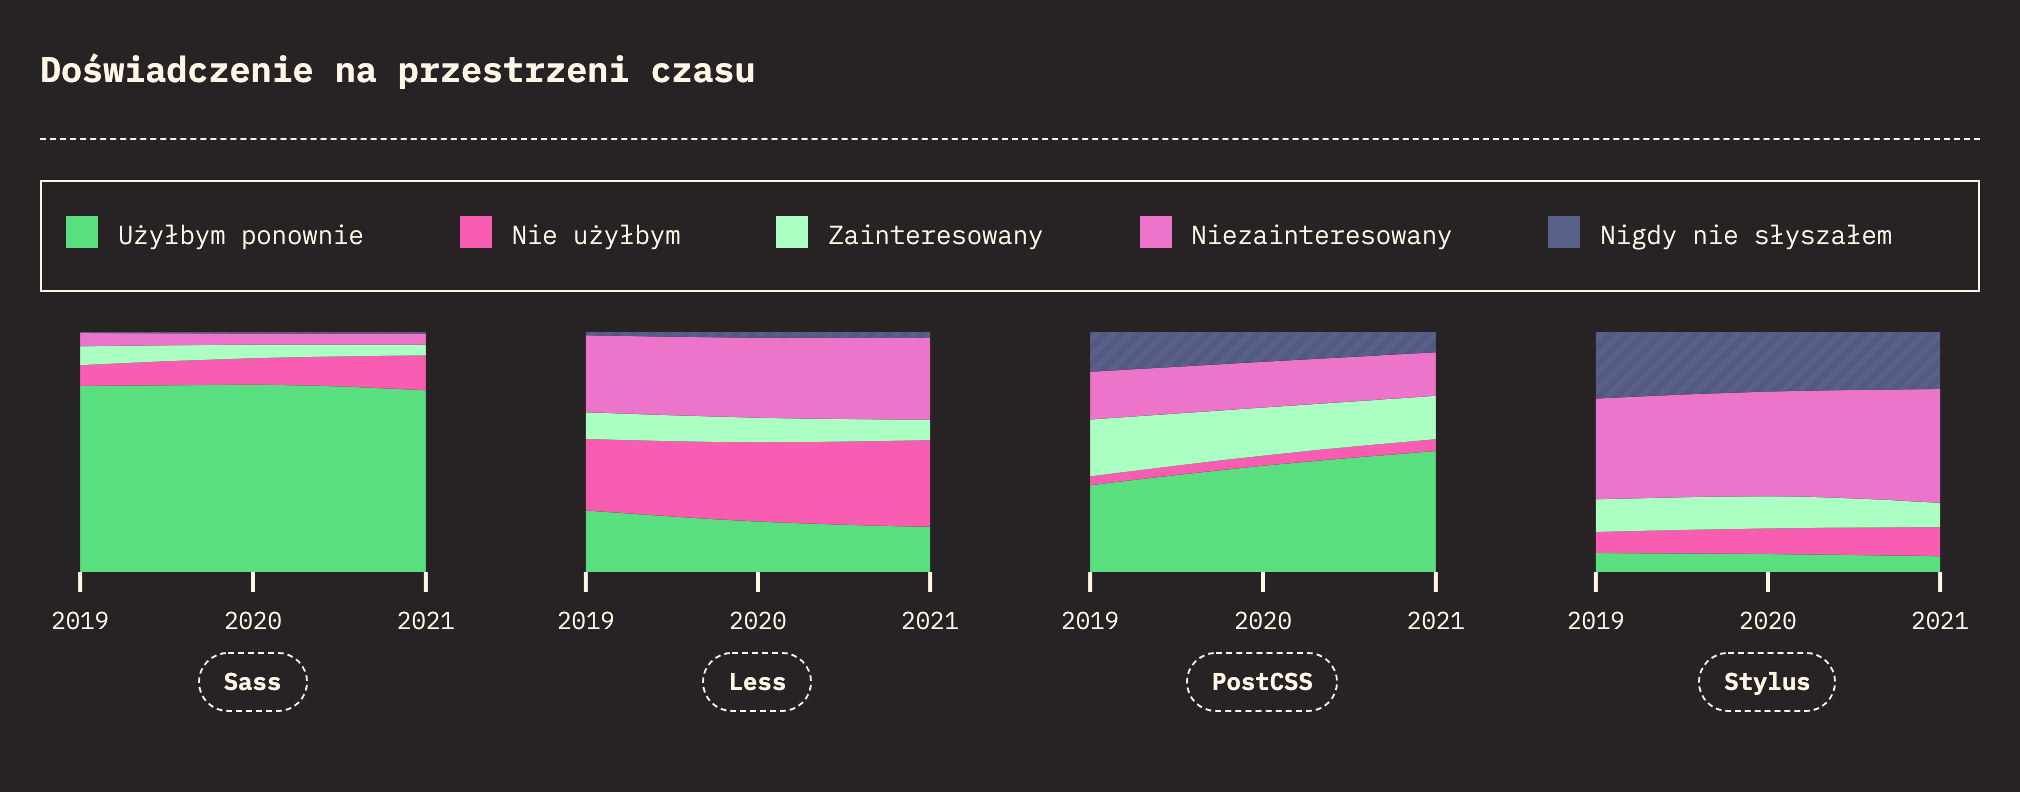 Doświadczenie na przestrzeni czasu
Użyłbym ponownie Nie użyłbym Zainteresowany Niezainteresowany Nigdy nie słyszałem
2019 2020 2021 2019 2020 2021 2019 2020 2021 2019 2020 2021
Sass Less PostCSS Stylus